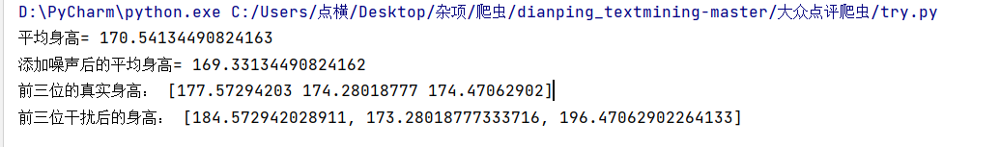 D:\PyCharm\python.exe C:/Users/点横/Desktop/杂项/爬虫/dianping_textmining-master/大众点评爬虫/try.py
平均身高= 170.54134490824163
添加噪声后的平均身高= 169.33134490824162
前三位的真实身高： [177.57294203 174.28018777 174.47062902]
前三位干扰后的身高： [184.572942028911, 173.28018777333716, 196.47062902264133]